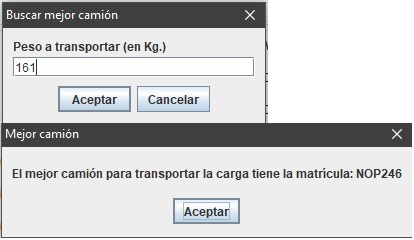 Buscar mejor camión
Peso a transportar (en Kg.)
161
Aceptar Cancelar
Mejor camión
El mejor camión para transportar la carga tiene la matrícula: NOP246
Aceptar